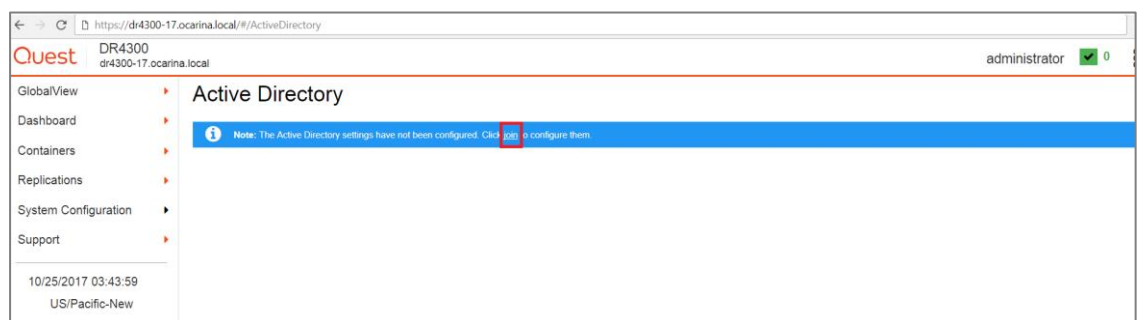 https://dr4300-17.ocarina.local/#/ActiveDirectory
Quest
DR4300
dr4300-17.ocarina.local
administrator
0
GlobalView
Dashboard
Containers
Replications
System Configuration
Support
10/25/2017 03:43:59
US/Pacific-New
Active Directory
Note: The Active Directory settings have not been configured. Click join to configure them.